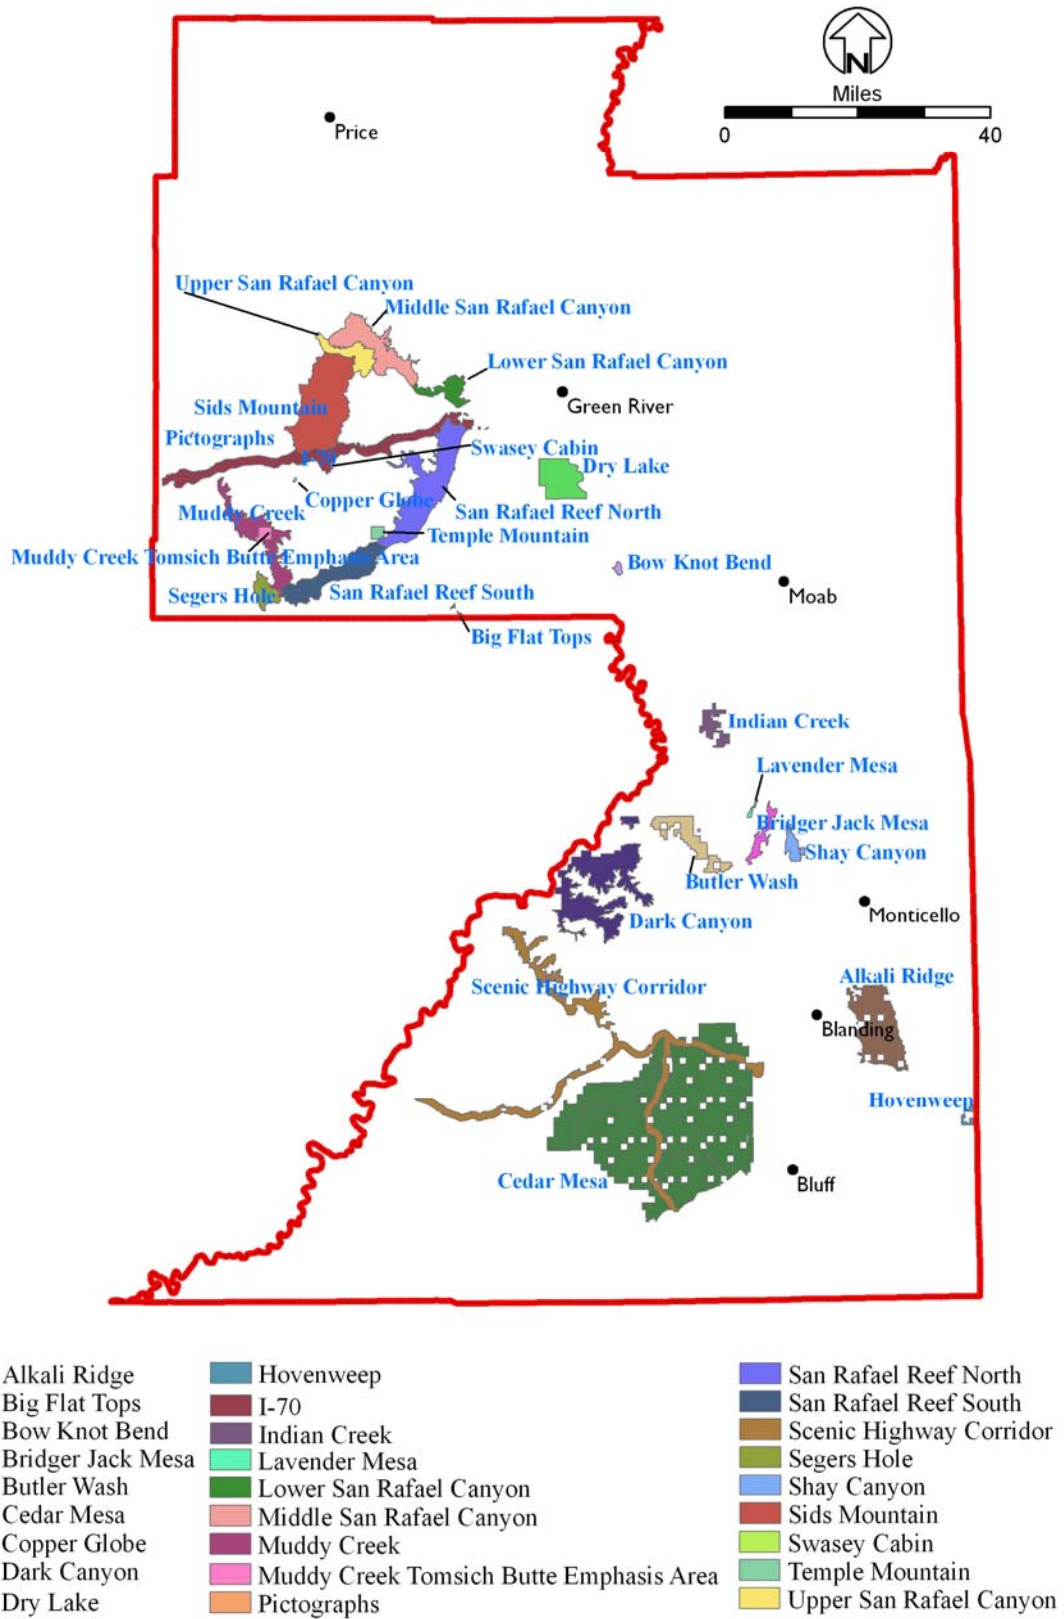 N
Miles
0 40
Price
Upper San Rafael Canyon
Middle San Rafael Canyon
Lower San Rafael Canyon
Green River
Sids Mountain
Pictographs
Swasey Cabin
I-70
Dry Lake
Copper Globe
San Rafael Reef North
Muddy Creek
Temple Mountain
Muddy Creek Tomsich Butte Emphasis Area
Bow Knot Bend
Moab
Segers Hole
San Rafael Reef South
Big Flat Tops
Indian Creek
Lavender Mesa
Bridger Jack Mesa
Shay Canyon
Butler Wash
Monticello
Dark Canyon
Alkali Ridge
Scenic Highway Corridor
Blanding
Hovenweep
Cedar Mesa
Bluff
Alkali Ridge
Big Flat Tops
Bow Knot Bend
Bridger Jack Mesa
Butler Wash
Cedar Mesa
Copper Globe
Dark Canyon
Dry Lake
Hovenweep
I-70
Indian Creek
Lavender Mesa
Lower San Rafael Canyon
Middle San Rafael Canyon
Muddy Creek
Muddy Creek Tomsich Butte Emphasis Area
Pictographs
San Rafael Reef North
San Rafael Reef South
Scenic Highway Corridor
Segers Hole
Shay Canyon
Sids Mountain
Swasey Cabin
Temple Mountain
Upper San Rafael Canyon